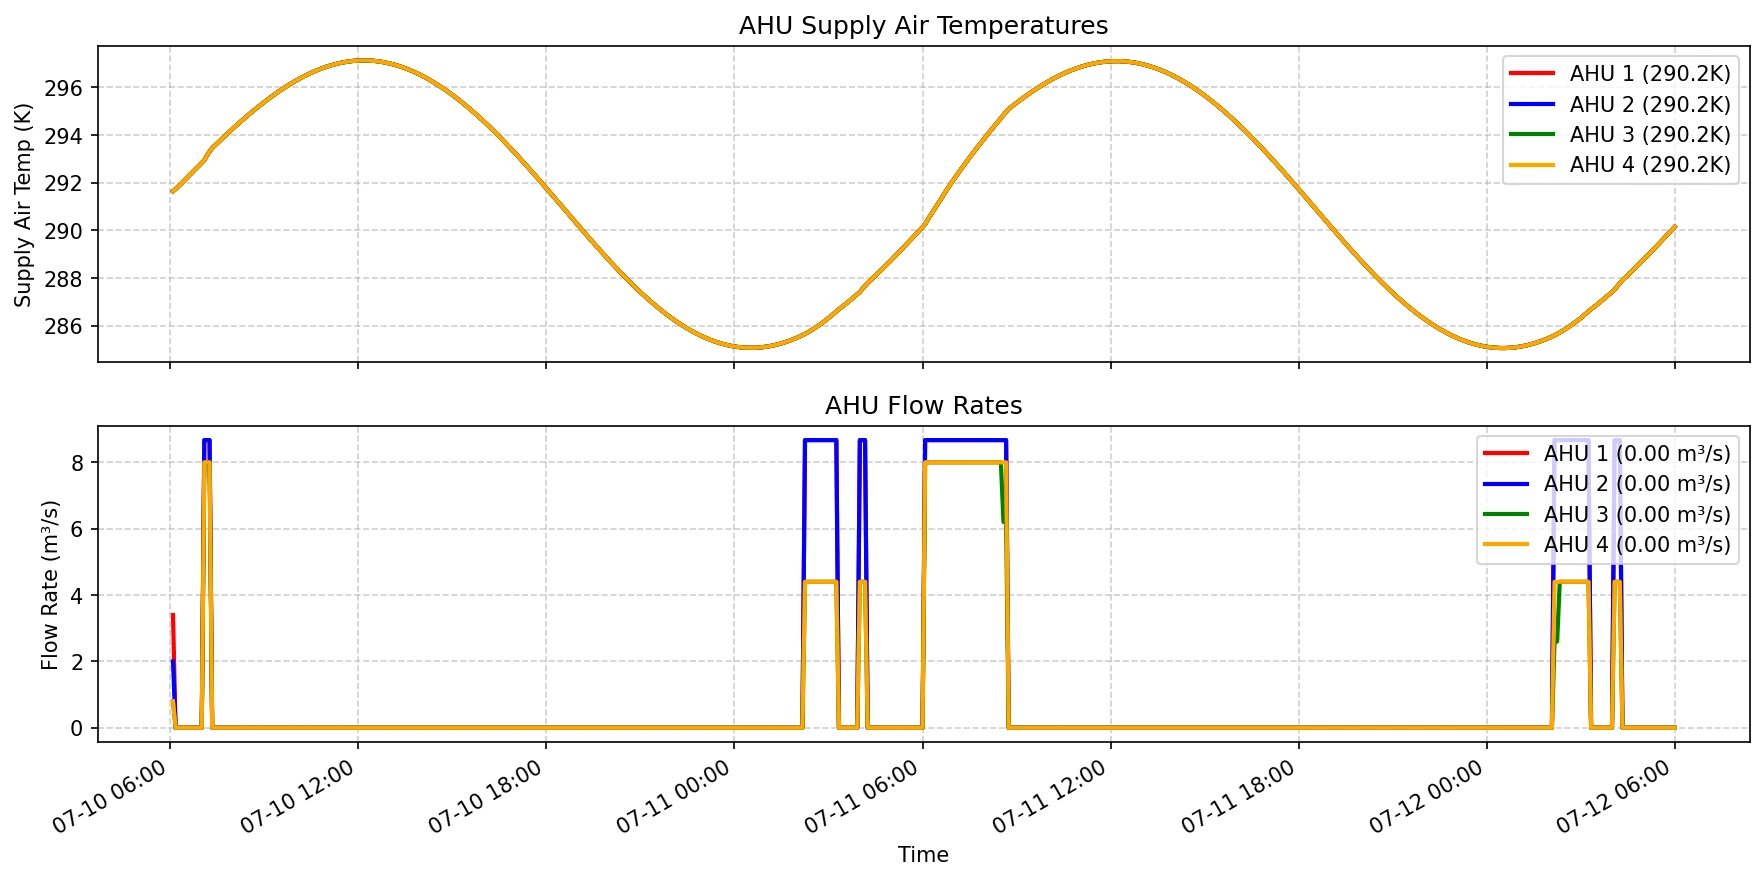 AHU Supply Air Temperatures
Supply Air Temp (K)
296
294
292
290
288
286
AHU 1 (290.2K)
AHU 2 (290.2K)
AHU 3 (290.2K)
AHU 4 (290.2K)
AHU Flow Rates
Flow Rate (m³/s)
8
6
4
2
0
AHU 1 (0.00 m³/s)
AHU 2 (0.00 m³/s)
AHU 3 (0.00 m³/s)
AHU 4 (0.00 m³/s)
07-10 06:00
07-10 12:00
07-10 18:00
07-11 00:00
07-11 06:00
07-11 12:00
07-11 18:00
07-12 00:00
07-12 06:00
Time